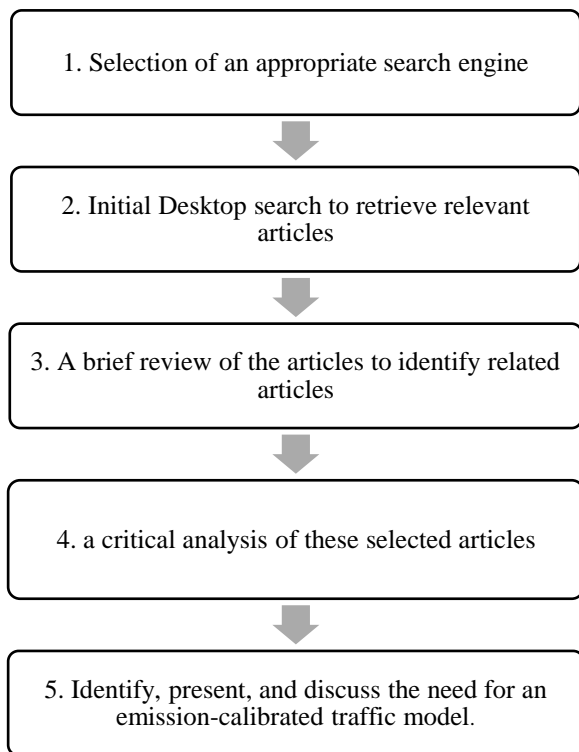 1. Selection of an appropriate search engine
2. Initial Desktop search to retrieve relevant
articles
3. A brief review of the articles to identify related
articles
4. a critical analysis of these selected articles
5. Identify, present, and discuss the need for an
emission-calibrated traffic model.